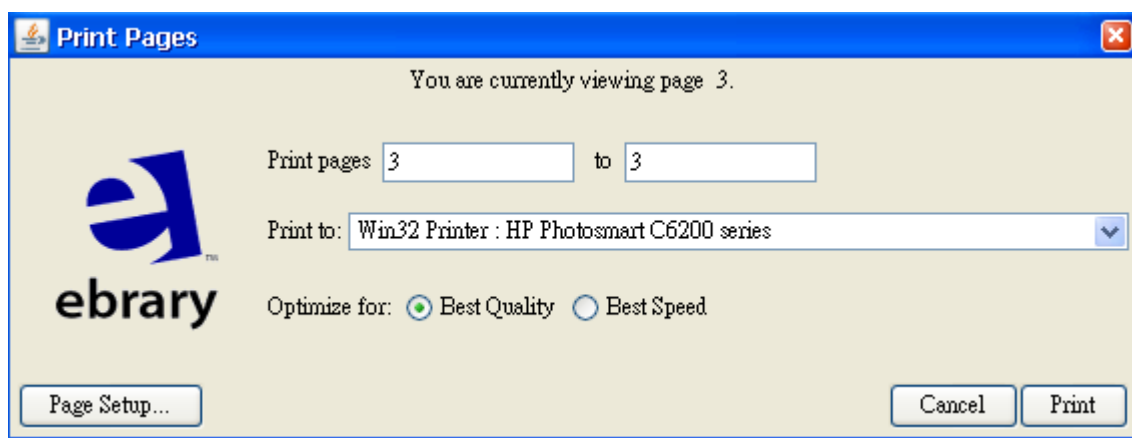 Print Pages
You are currently viewing page 3.
Print pages 3 to 3
Print to: Win32 Printer : HP Photosmart C6200 series
ebrary™
Optimize for: Best Quality Best Speed
Page Setup... Cancel Print